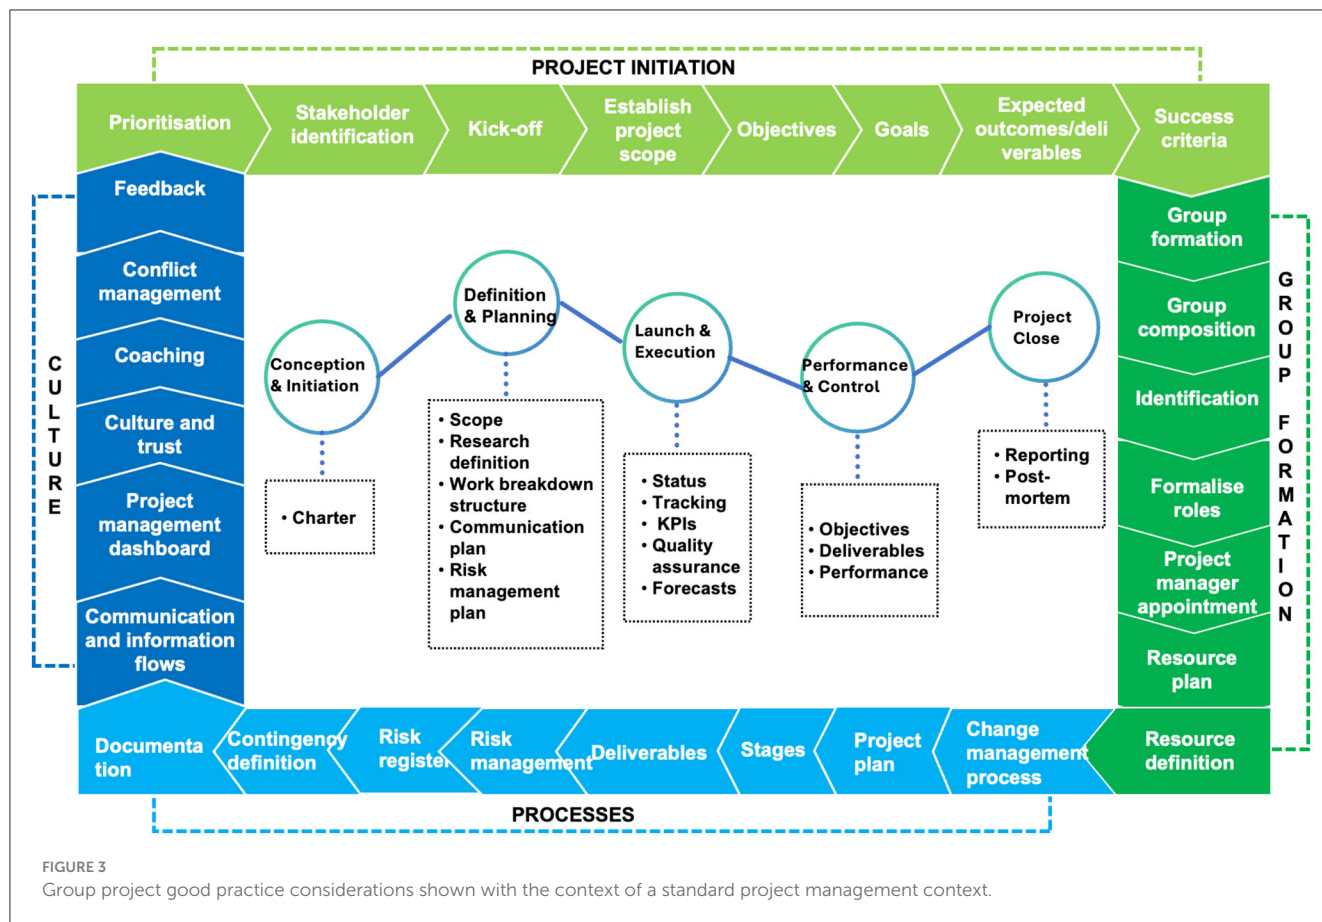 PROJECT INITIATION
Prioritisation
Stakeholder
identification
Kick-off
Establish
project
scope
Objectives
Goals
Expected
outcomes/deli
verables
Success
criteria
CULTURE
Feedback
Conflict
management
Coaching
Culture and
trust
Project
management
dashboard
Communication
and information
flows
Conception
& Initiation
• Charter
Definition
& Planning
• Scope
• Research
definition
• Work breakdown
structure
• Communication
plan
• Risk
management
plan
Launch &
Execution
• Status
• Tracking
• KPIs
• Quality
assurance
• Forecasts
Performance
& Control
• Objectives
• Deliverables
• Performance
Project
Close
• Reporting
• Post-
mortem
Group
formation
Group
composition
Identification
Formalise
roles
Project
manager
appointment
Resource
plan
Resource
definition
GROUP FORMATION
Documenta
tion
Contingency
definition
Risk
register
Risk
management
Deliverables
Stages
Project
plan
Change
management
process
PROCESSES
FIGURE 3
Group project good practice considerations shown with the context of a standard project management context.